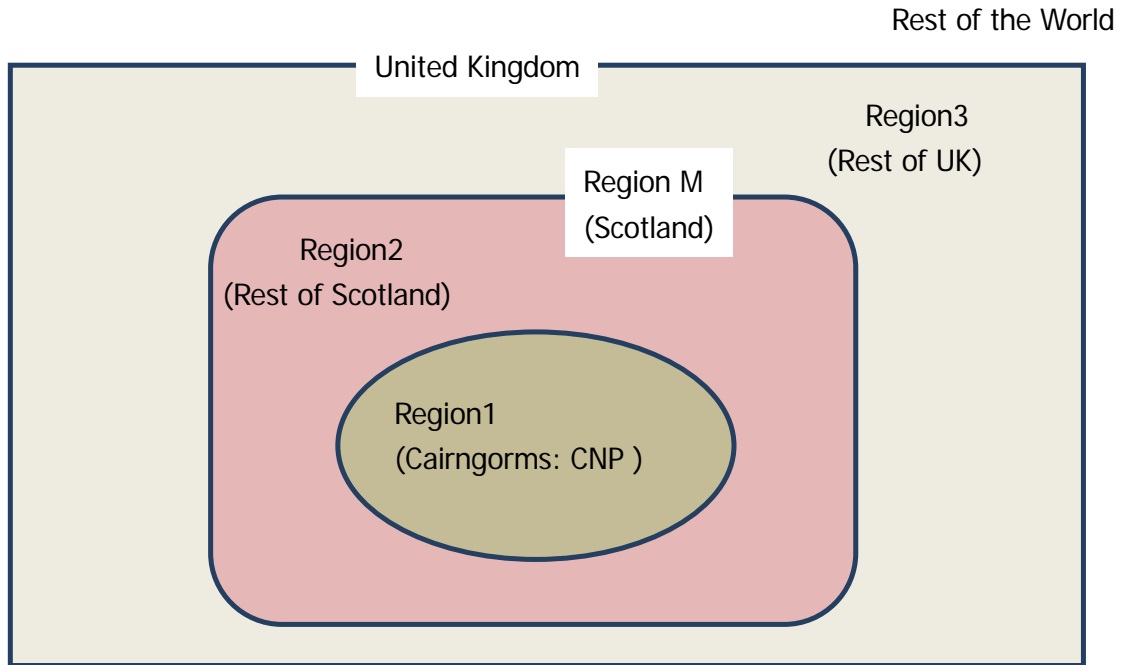 Rest of the World
United Kingdom
Region3
(Rest of UK)
Region M
(Scotland)
Region2
(Rest of Scotland)
Region1
(Cairngorms: CNP )